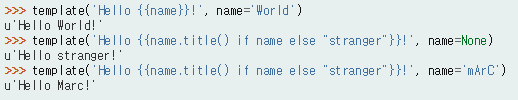 >>> template('Hello {{name}}!', name='World')
u'Hello World!'
>>> template('Hello {{name.title() if name else "stranger"}}!', name=None)
u'Hello stranger!'
>>> template('Hello {{name.title() if name else "stranger"}}!', name='mArC')
u'Hello Marc!'